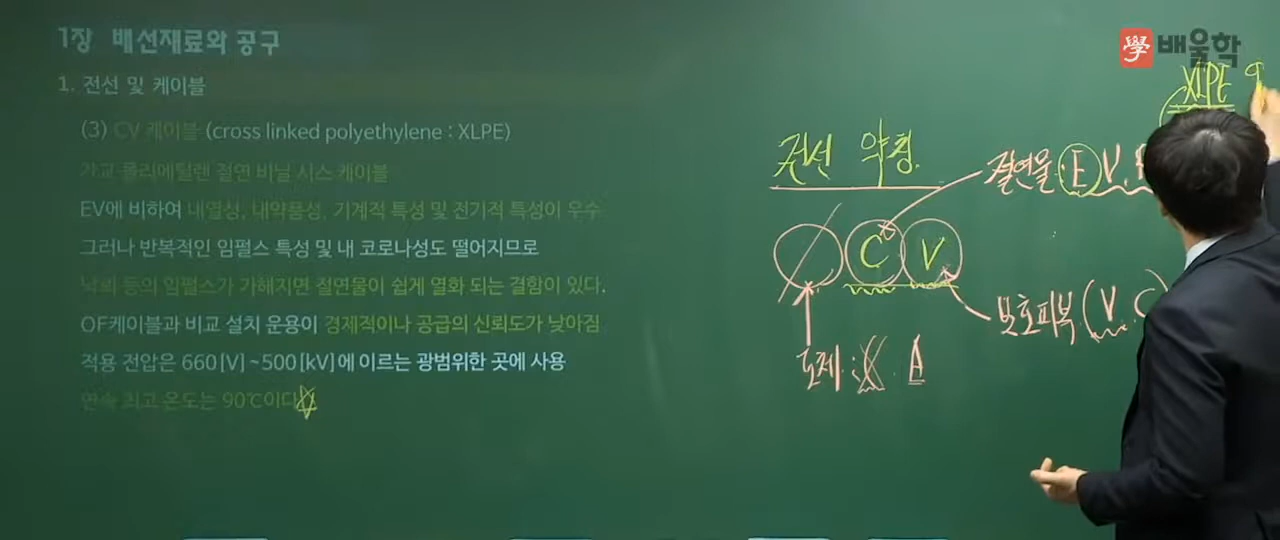 1장 배선재료와 공구
1. 전선 및 케이블
(3) CV 케이블 (cross linked polyethylene : XLPE)
가교 폴리에틸렌 절연 비닐 시스 케이블
EV에 비하여 내열성, 내약품성, 기계적 특성 및 전기적 특성이 우수
그러나 반복적인 임펄스 특성 및 내 코로나성도 떨어지므로
낙뢰 등의 임펄스가 가해지면 절연물이 쉽게 열화 되는 결함이 있다.
OF케이블과 비교 설치 운용이 경제적이나 공급의 신뢰도가 낮아짐
적용 전압은 660[V] ~500[kV]에 이르는 광범위한 곳에 사용
연속 최고 온도는 90℃이다
學 배울학
XLPE
전선 약칭
절연물: E V,
C V
보호피복 (V. C)
도체: A